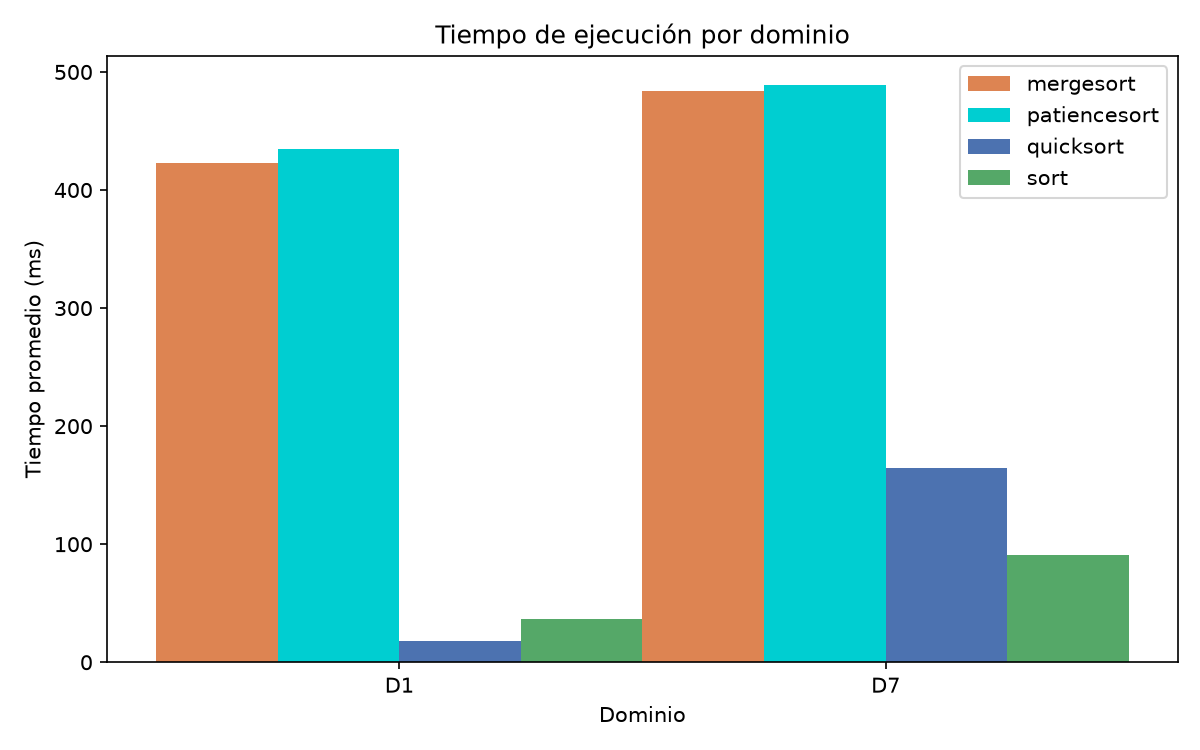 Tiempo de ejecución por dominio
mergesort
patiencesort
quicksort
sort
500
400
300
200
100
0
Tiempo promedio (ms)
D1
D7
Dominio